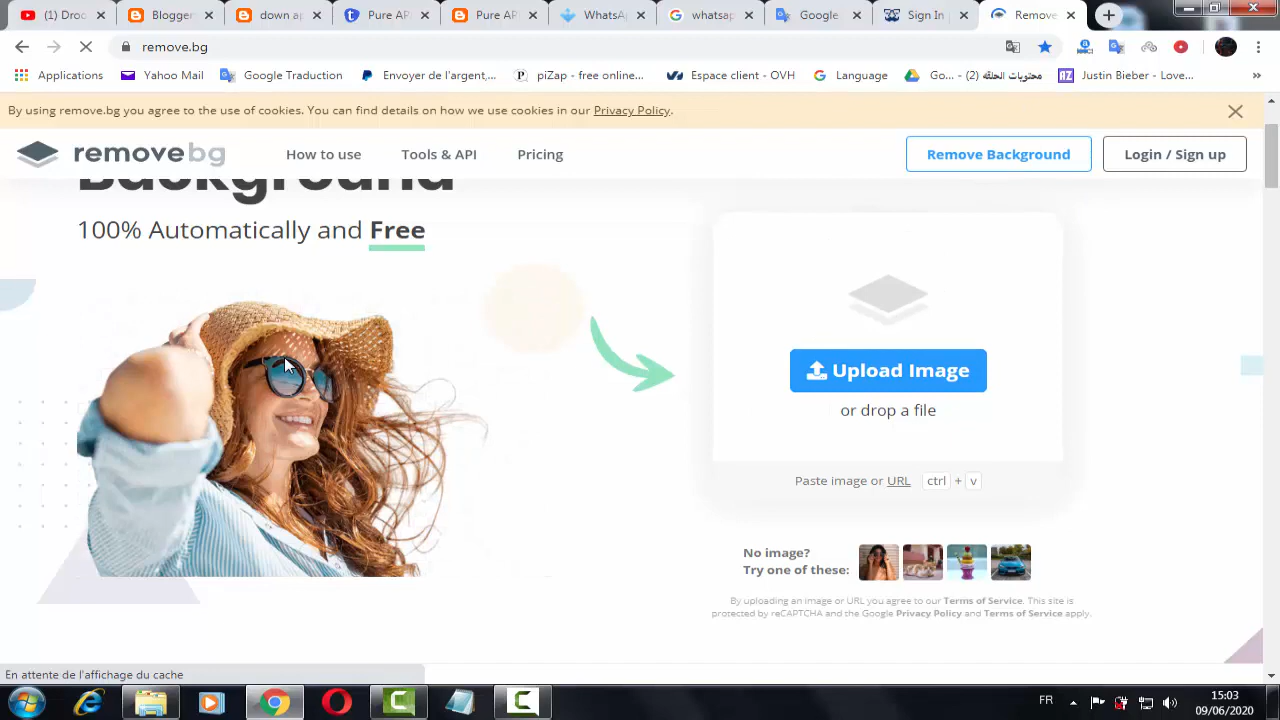 (1) Droc
Blogger
down ar
Pure AP
Pure AP
WhatsA
whatsap
Google
Sign In
Remove
remove.bg
Applications
Yahoo Mail
Google Traduction
Envoyer de l'argent,...
piZap - free online...
Espace client - OVH
Language
Go... - (2) محتويات الحلقه
Justin Bieber - Love...
»
By using remove.bg you agree to the use of cookies. You can find details on how we use cookies in our Privacy Policy.
removebg
How to use
Tools & API
Pricing
Remove Background
Login / Sign up
Background
100% Automatically and Free
Upload Image
or drop a file
Paste image or URL ctrl + v
No image?
Try one of these:
By uploading an image or URL you agree to our Terms of Service. This site is
protected by reCAPTCHA and the Google Privacy Policy and Terms of Service apply.
En attente de l'affichage du cache
FR
15:03
09/06/2020